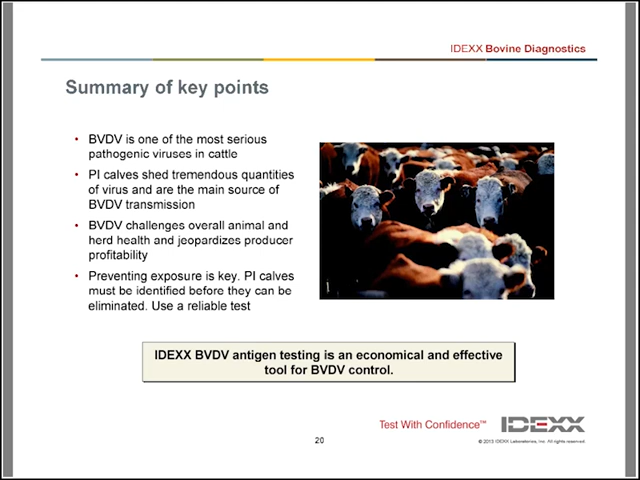 IDEXX Bovine Diagnostics
Summary of key points
• BVDV is one of the most serious
pathogenic viruses in cattle
• PI calves shed tremendous quantities
of virus and are the main source of
BVDV transmission
• BVDV challenges overall animal and
herd health and jeopardizes producer
profitability
• Preventing exposure is key. PI calves
must be identified before they can be
eliminated. Use a reliable test
IDEXX BVDV antigen testing is an economical and effective
tool for BVDV control.
Test With Confidence™ IDEXX
20
© 2013 IDEXX Laboratories, Inc. All rights reserved.